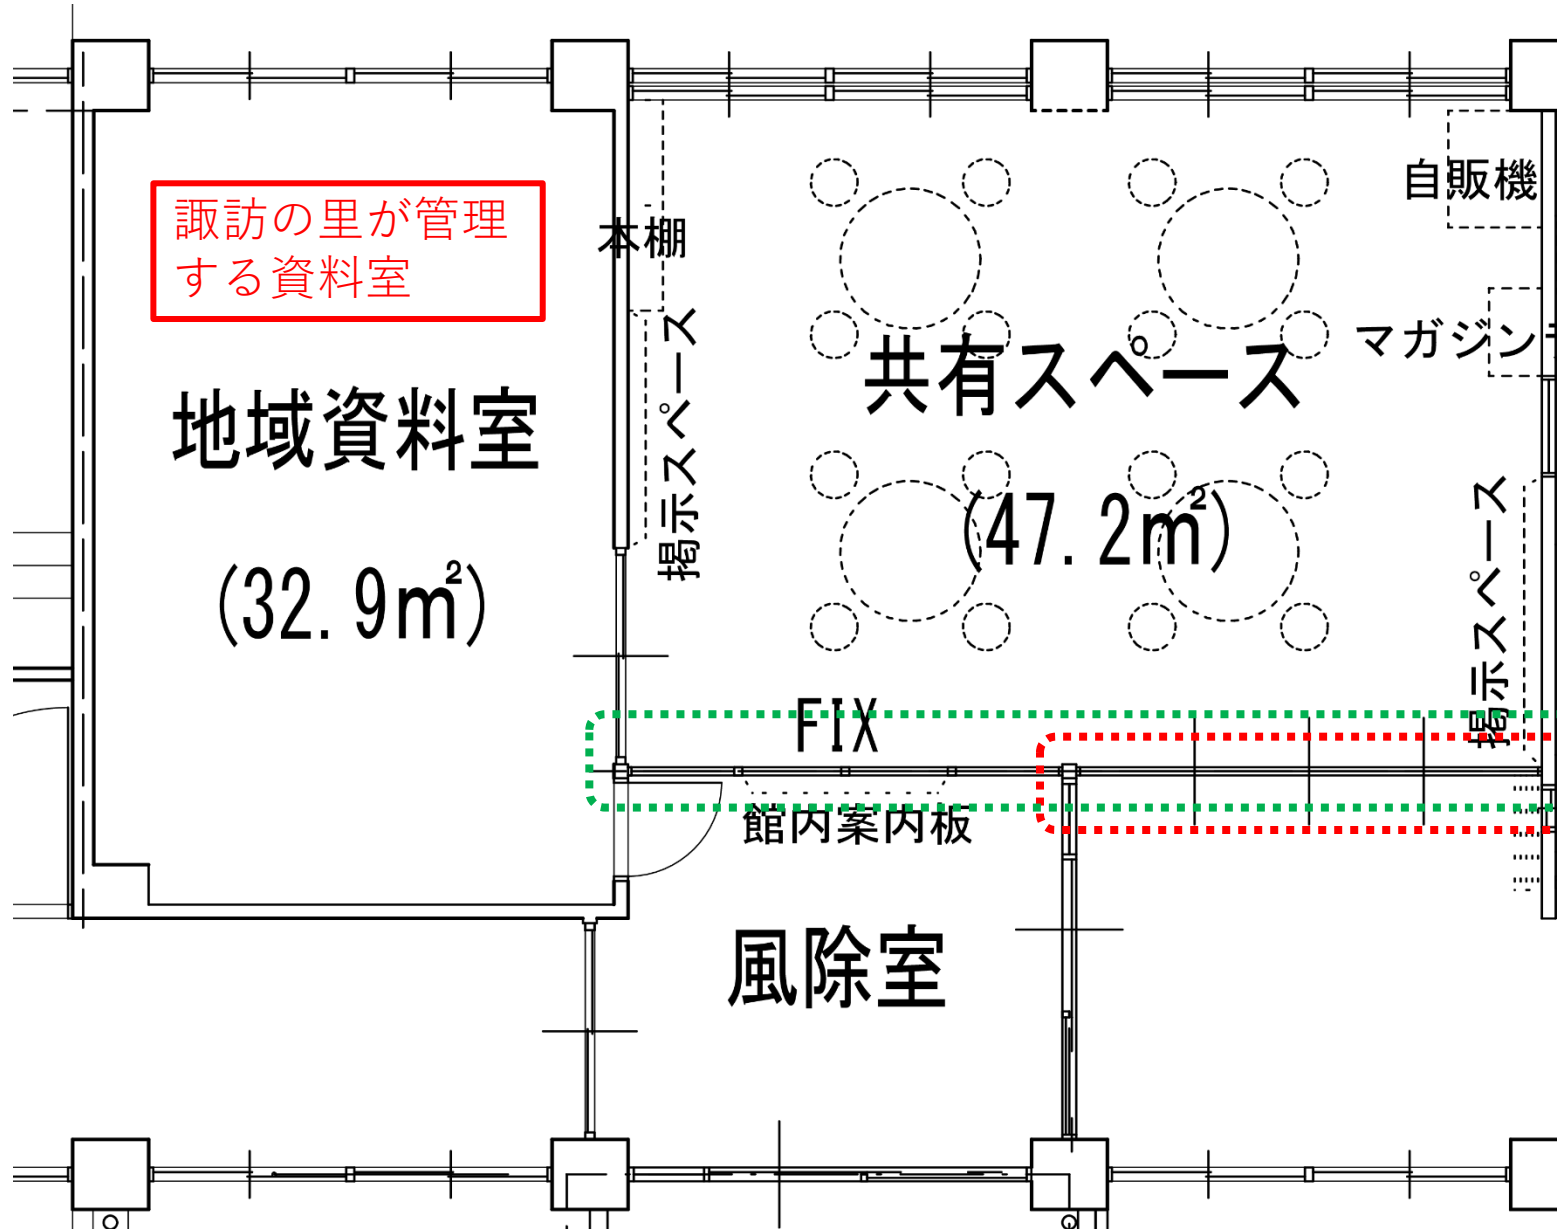 諏訪の里が管理
する資料室
地域資料室
(32.9㎡)
本棚
掲示スペース
共有スペース
(47.2㎡)
自販機
マガジン
掲示スペース
FIX
館内案内板
風除室